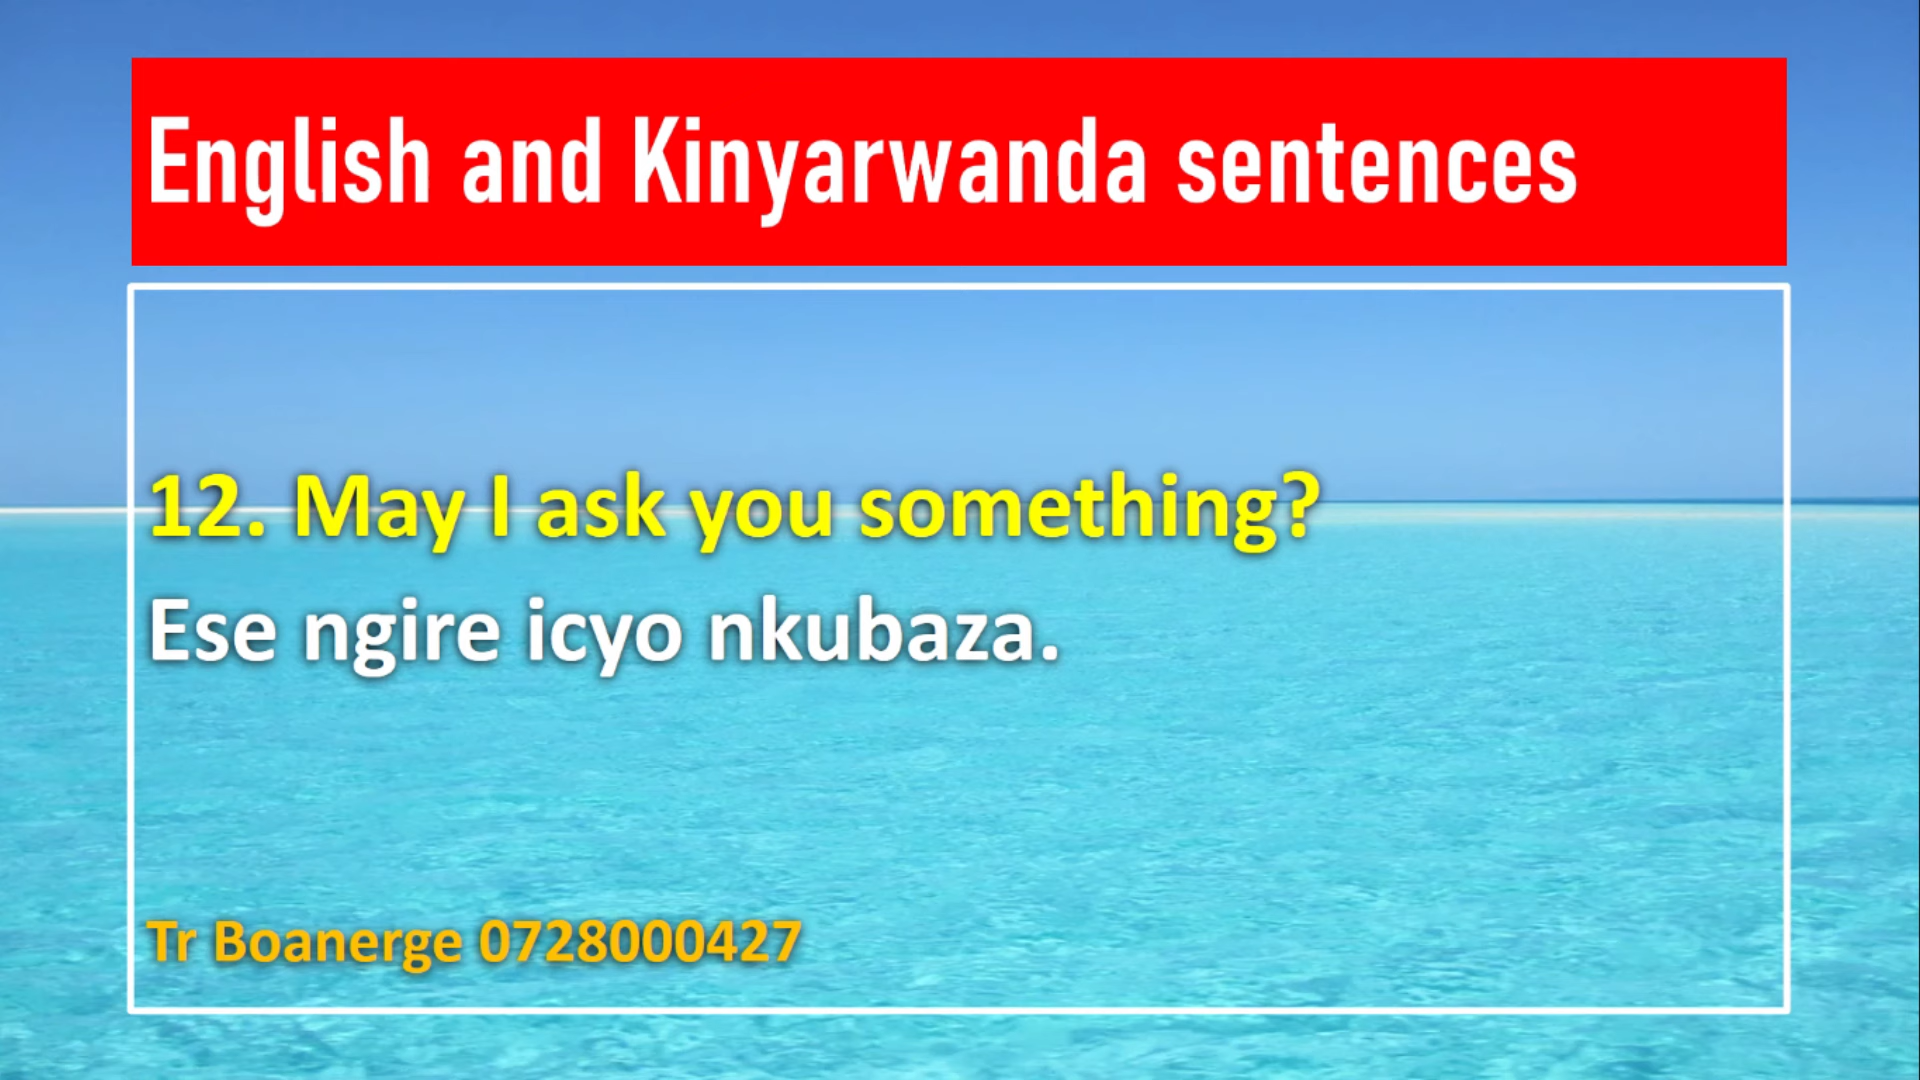 English and Kinyarwanda sentences
12. May I ask you something?
Ese ngire icyo nkubaza.
Tr Boanerge 0728000427